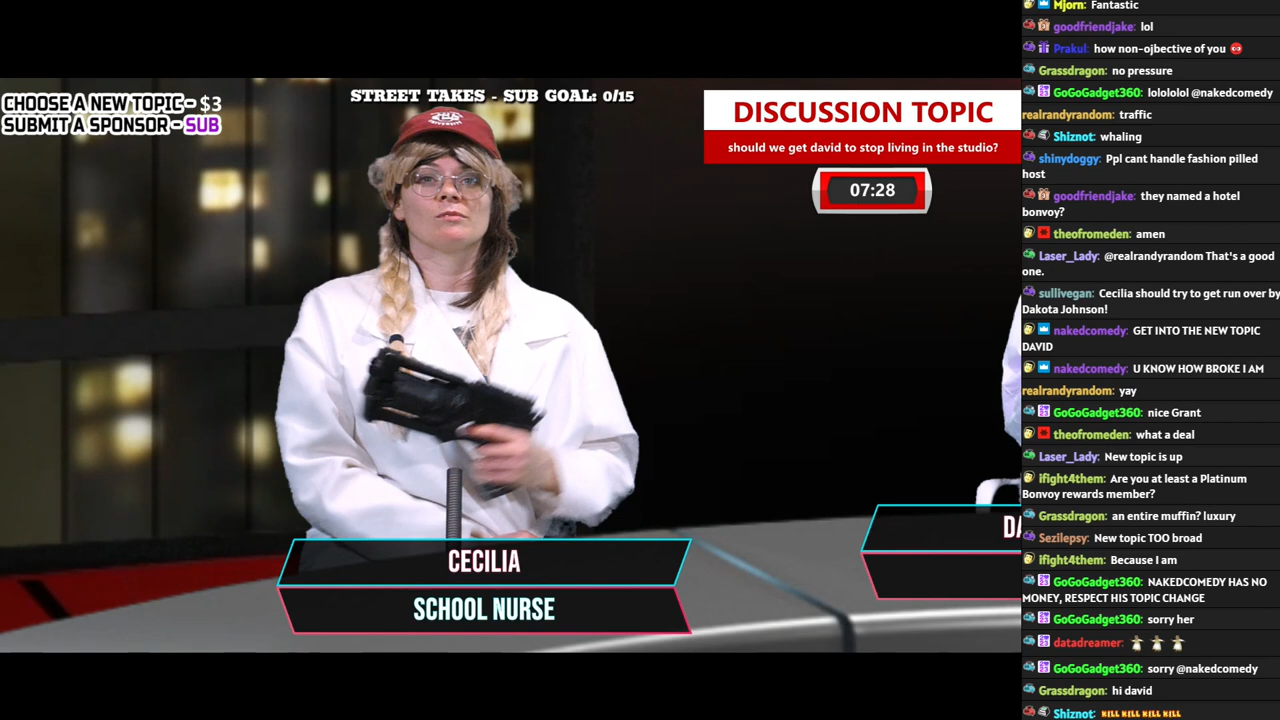 CHOOSE A NEW TOPIC - $3
SUBMIT A SPONSOR - SUB
STREET TAKES - SUB GOAL: 0/15
DISCUSSION TOPIC
should we get david to stop living in the studio?
07:28
CECILIA
SCHOOL NURSE
DA
Mjorn: Fantastic
goodfriendjake: lol
Prakul: how non-ojbective of you
Grassdragon: no pressure
GoGoGadget360: lolololol @nakedcomedy
realrandyrandom: traffic
Shiznot: whaling
shinydoggy: Ppl cant handle fashion pilled
host
goodfriendjake: they named a hotel
bonvoy?
theofromeden: amen
Laser_Lady: @realrandyrandom That's a good
one.
sullivegan: Cecilia should try to get run over by
Dakota Johnson!
nakedcomedy: GET INTO THE NEW TOPIC
DAVID
nakedcomedy: U KNOW HOW BROKE I AM
realrandyrandom: yay
GoGoGadget360: nice Grant
theofromeden: what a deal
Laser_Lady: New topic is up
ifight4them: Are you at least a Platinum
Bonvoy rewards member?
Grassdragon: an entire muffin? luxury
Sezilepsy: New topic TOO broad
ifight4them: Because I am
GoGoGadget360: NAKEDCOMEDY HAS NO
MONEY, RESPECT HIS TOPIC CHANGE
GoGoGadget360: sorry her
datadreamer:
GoGoGadget360: sorry @nakedcomedy
Grassdragon: hi david
Shiznot: KILL KILL KILL KILL